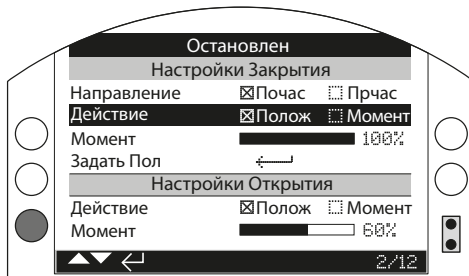 Остановлен
Настройки Закрытия
Направление Почас Прчас
Действие Полож Момент
Момент 100%
Задать Пол
Настройки Открытия
Действие Полож Момент
Момент 60%
2/12